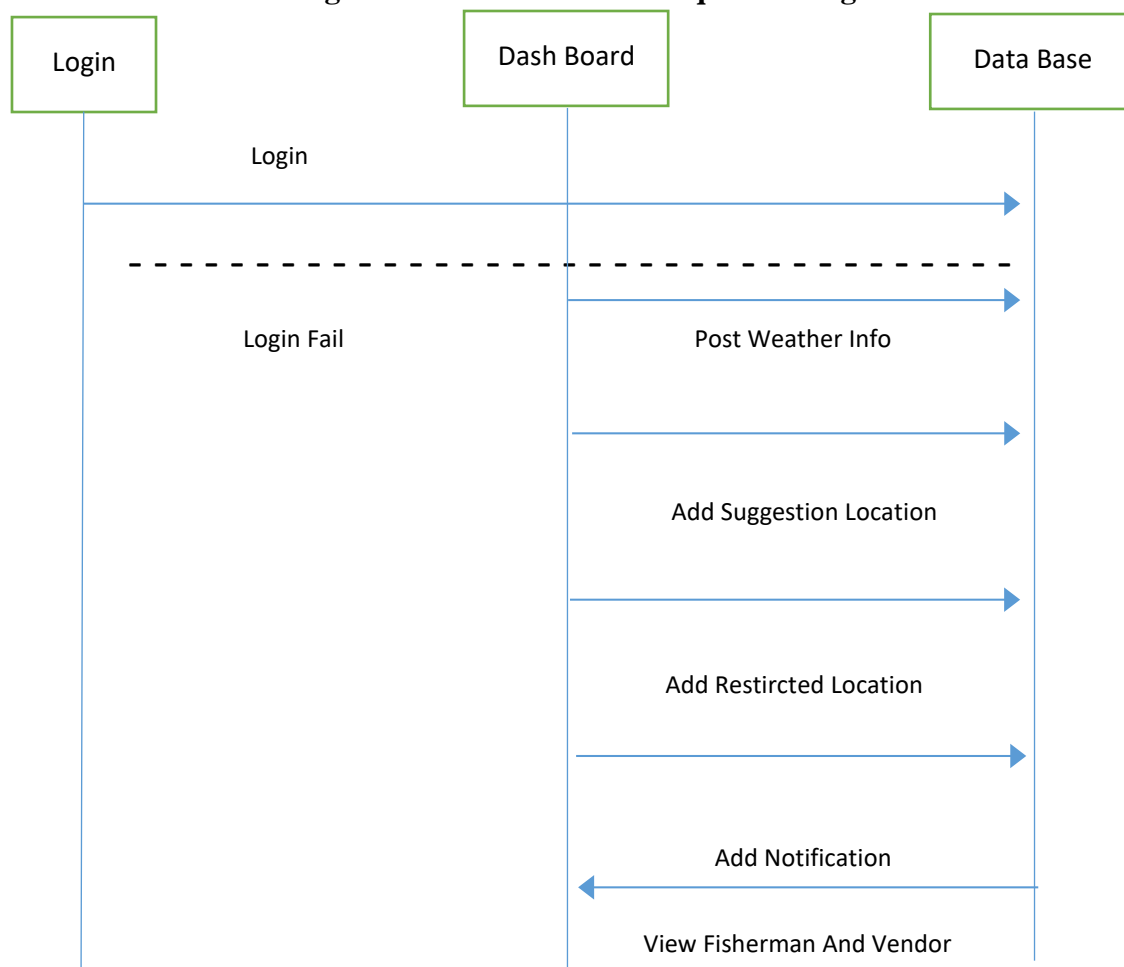 Login
Dash Board
Data Base
Login
Login Fail
Post Weather Info
Add Suggestion Location
Add Restircted Location
Add Notification
View Fisherman And Vendor